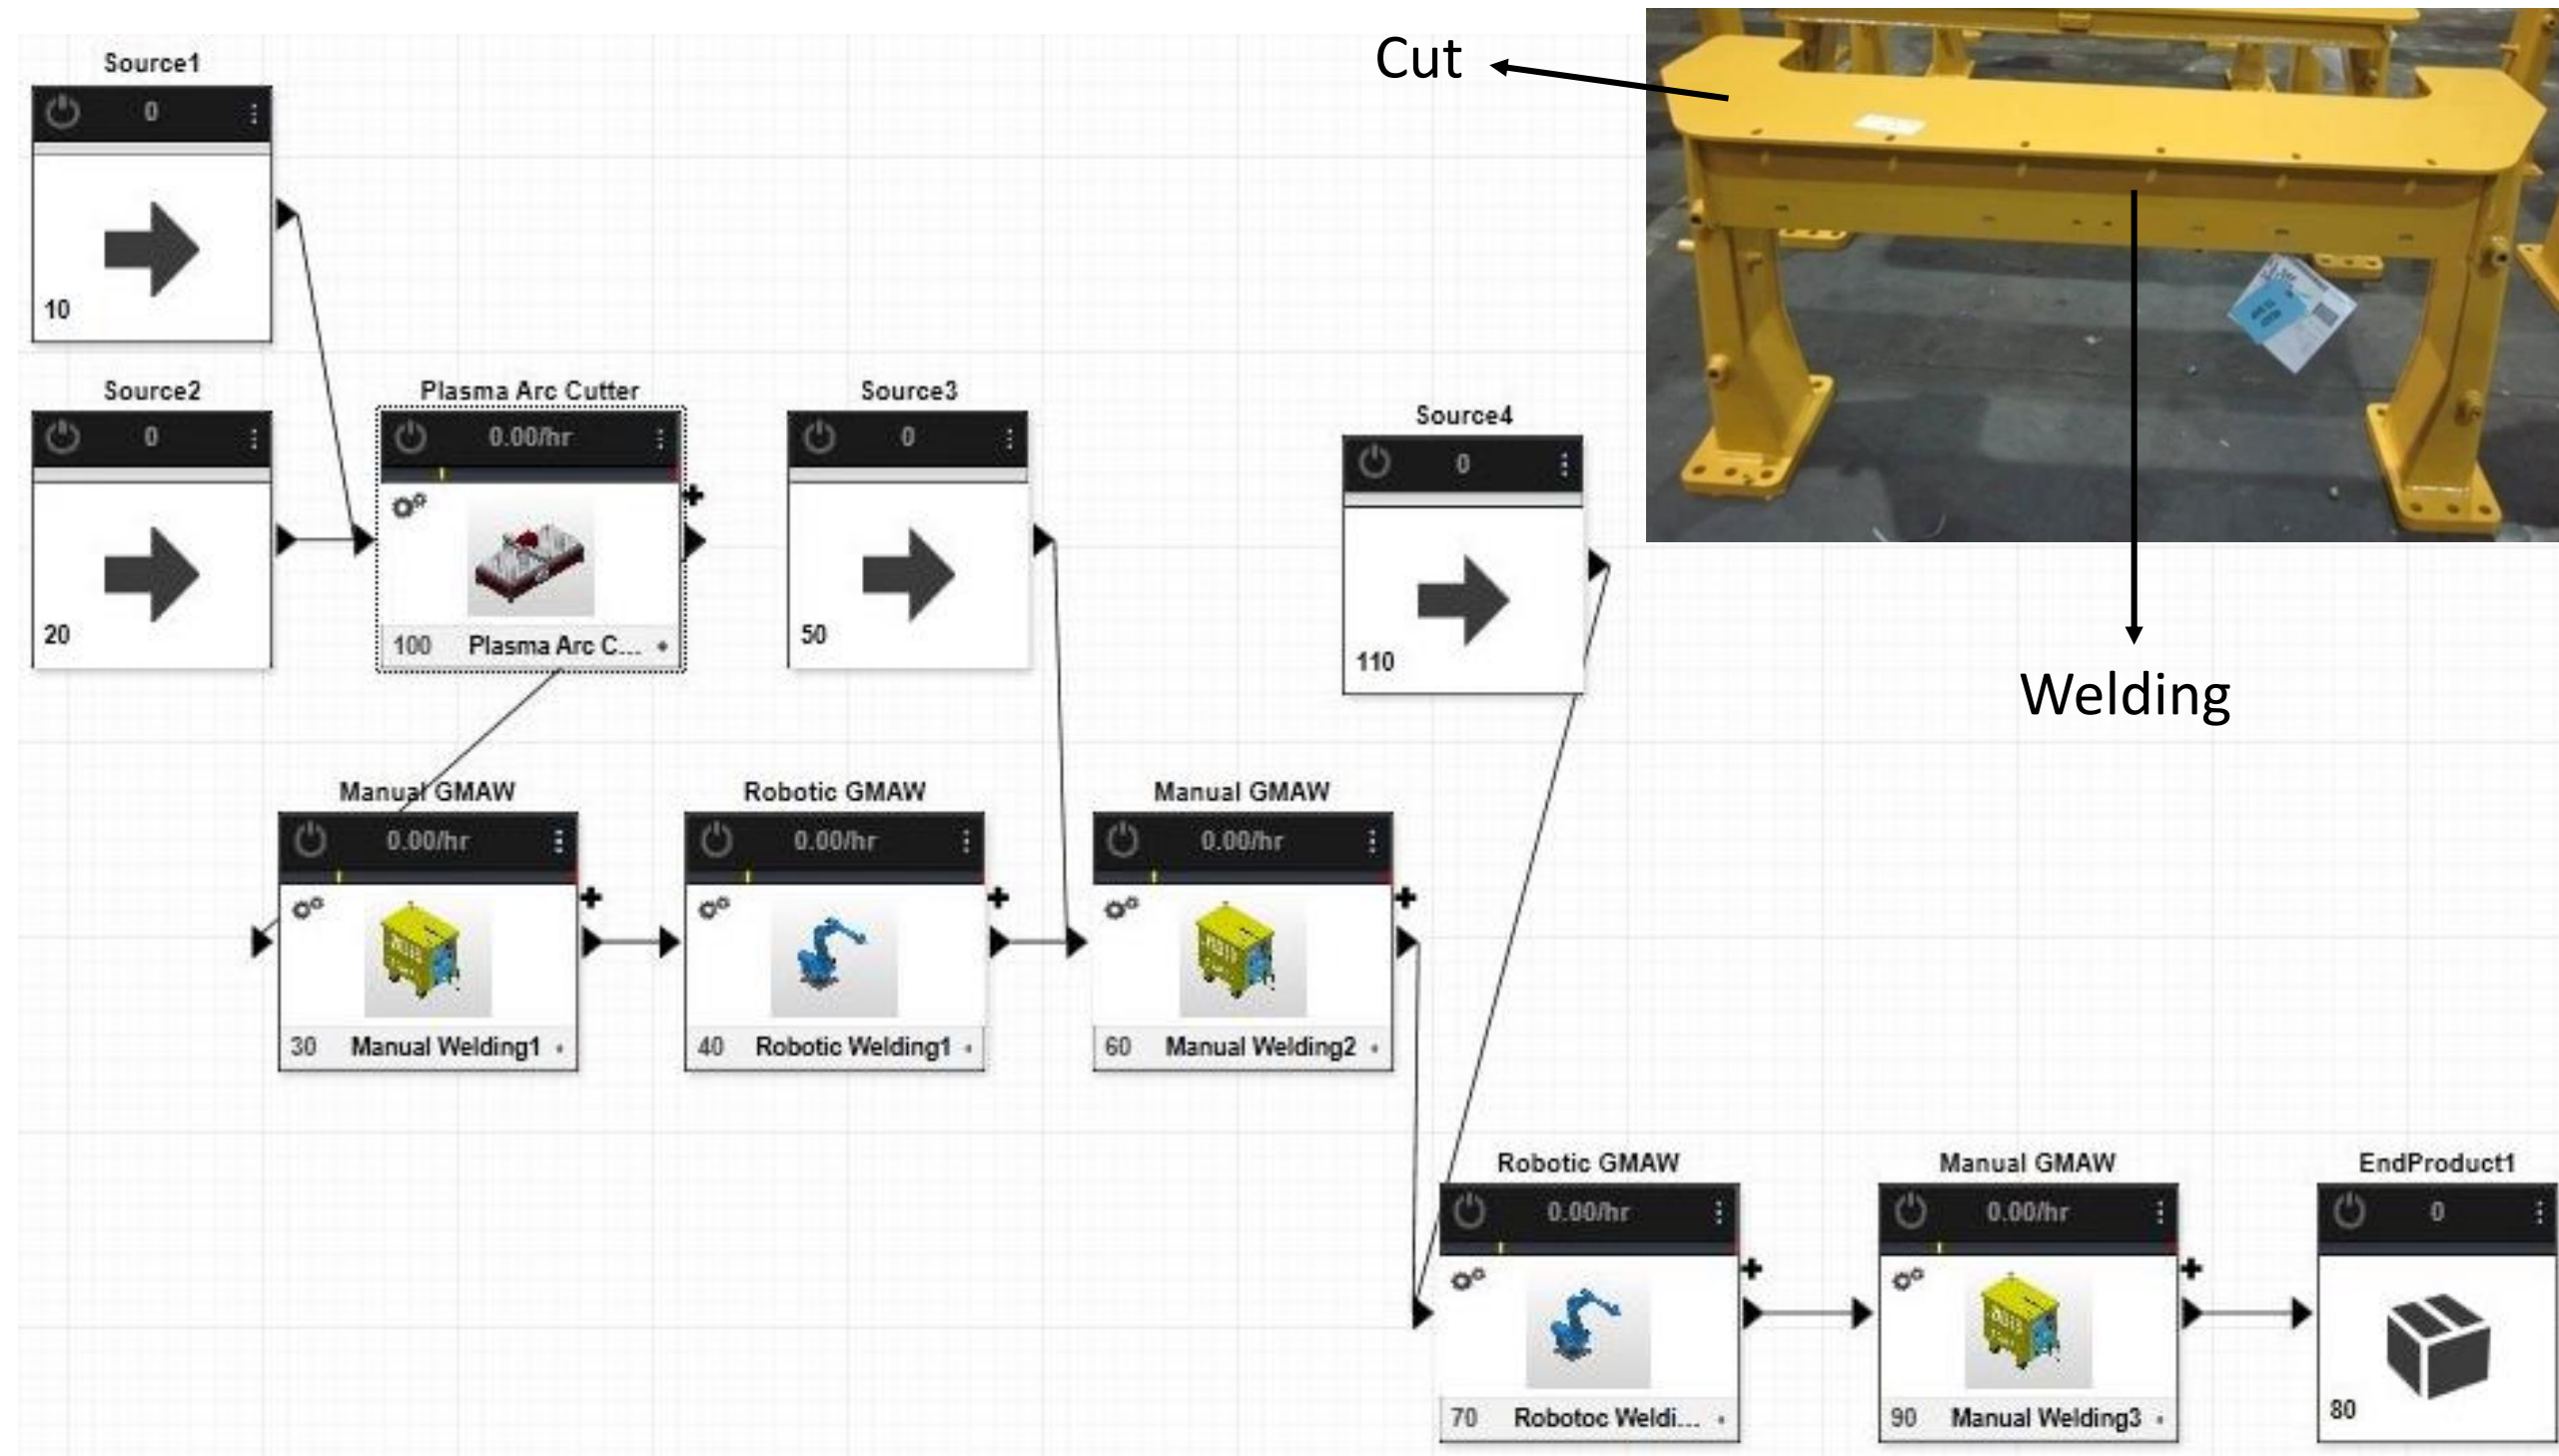 Cut
Source1
0
10
Source2
0
20
Plasma Arc Cutter
0.00/hr
100 Plasma Arc C...
Source3
0
50
Source4
0
110
Welding
Manual GMAW
0.00/hr
30 Manual Welding1
Robotic GMAW
0.00/hr
40 Robotic Welding1
Manual GMAW
0.00/hr
60 Manual Welding2
Robotic GMAW
0.00/hr
70 Robotoc Weldi...
Manual GMAW
0.00/hr
90 Manual Welding3
EndProduct1
0
80